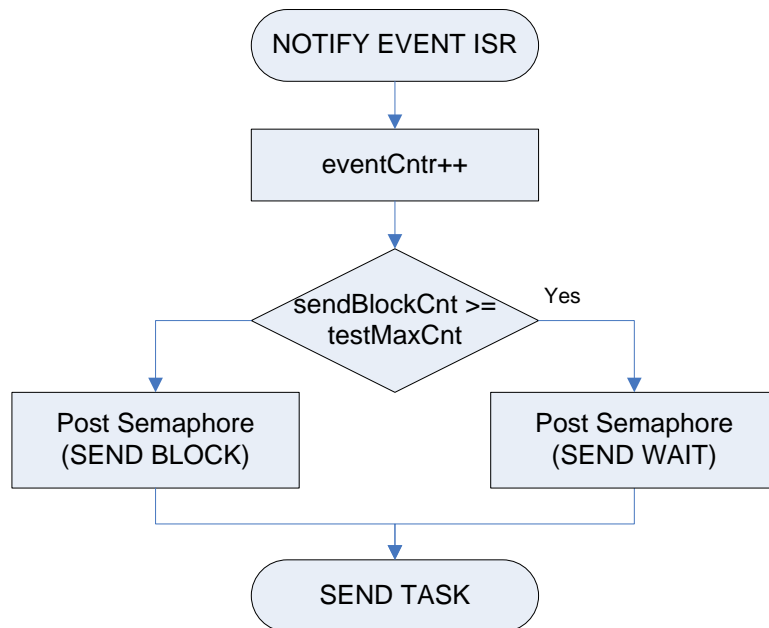 NOTIFY EVENT ISR
eventCntr++
sendBlockCnt >=
testMaxCnt
Yes
Post Semaphore
(SEND BLOCK)
Post Semaphore
(SEND WAIT)
SEND TASK